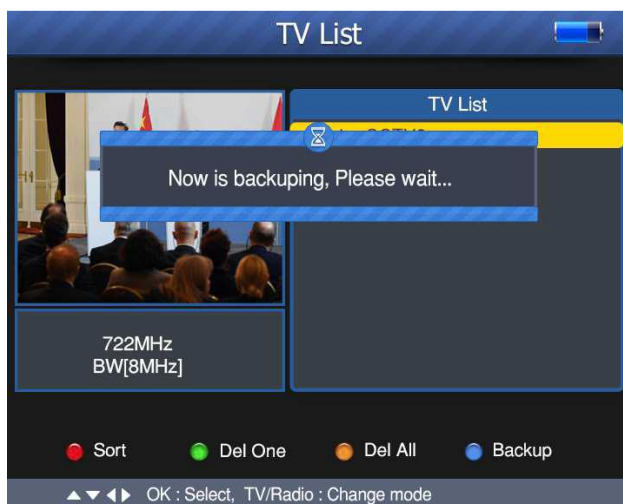 TV List
TV List
Now is backuping, Please wait...
722MHz
BW[8MHz]
Sort
Del One
Del All
Backup
OK : Select, TV/Radio : Change mode